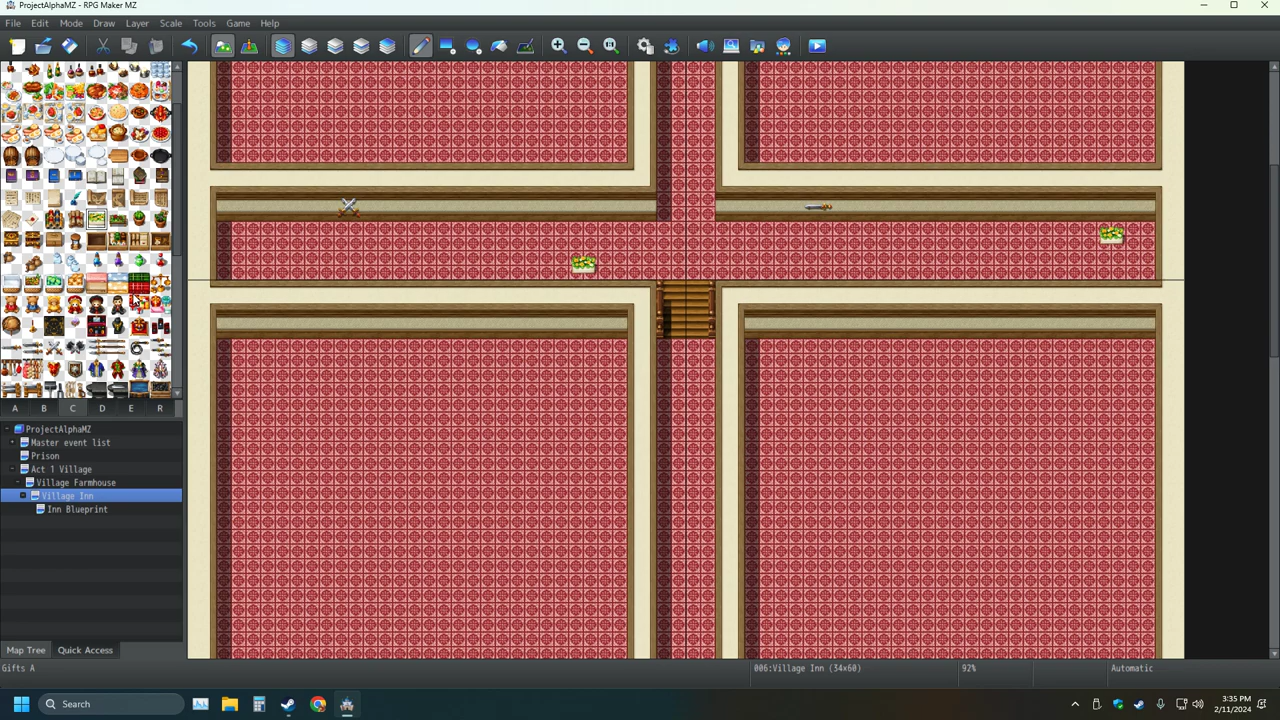 ProjectAlphaMZ - RPG Maker MZ
File Edit Mode Draw Layer Scale Tools Game Help
A B C D E R
ProjectAlphaMZ
Master event list
Prison
Act 1 Village
Village Farmhouse
Village Inn
Inn Blueprint
Map Tree Quick Access
Gifts A 006:Village Inn (34x60) 92% Automatic
Search
3:35 PM
2/11/2024